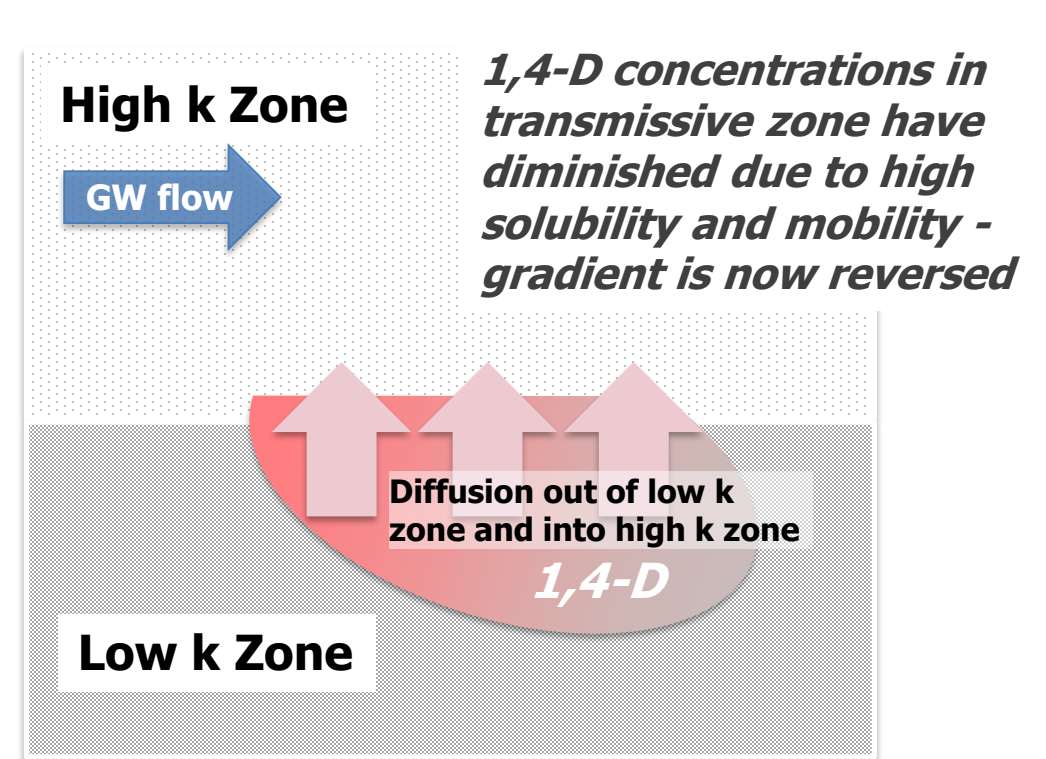 High k Zone
GW flow
1,4-D concentrations in
transmissive zone have
diminished due to high
solubility and mobility -
gradient is now reversed
Diffusion out of low k
zone and into high k zone
1,4-D
Low k Zone